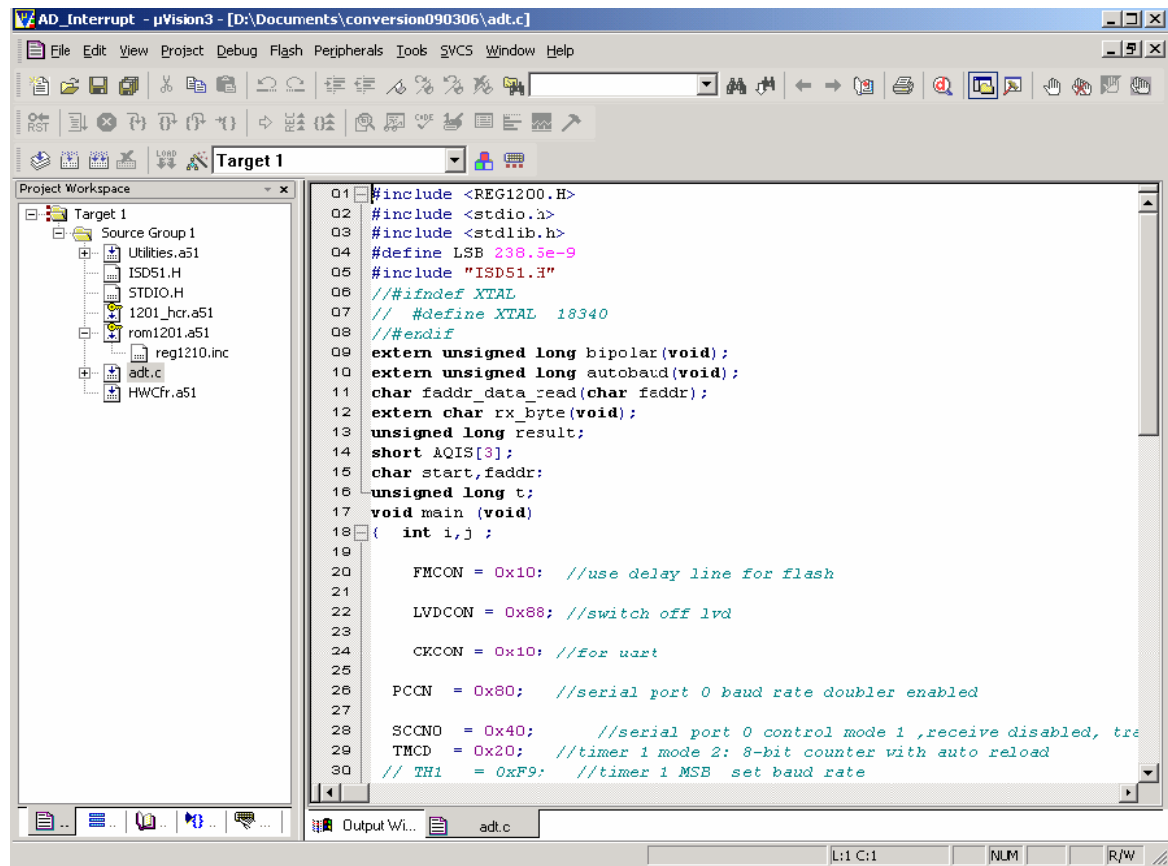 AD_Interrupt - µVision3 - [D:\Documents\conversion090306\adt.c]
File Edit View Project Debug Flash Peripherals Tools SVCS Window Help
RST
CODE
LOAD
Target 1
Project Workspace
Target 1
Source Group 1
Utilities.a51
ISD51.H
STDIO.H
1201_hcr.a51
rom1201.a51
reg1210.inc
adt.c
HWCfr.a51
01 #include <REG1200.H>
02 #include <stdio.h>
03 #include <stdlib.h>
04 #define LSB 238.5e-9
05 #include "ISD51.H"
06 //#ifndef XTAL
07 // #define XTAL 18340
08 //#endif
09 extern unsigned long bipolar(void);
10 extern unsigned long autobaud(void);
11 char faddr_data_read(char faddr);
12 extern char rx_byte(void);
13 unsigned long result;
14 short AQIS[3];
15 char start,faddr;
16 unsigned long t;
17 void main (void)
18 { int i,j ;
19
20 FMCON = 0x10; //use delay line for flash
21
22 LVDCON = 0x88; //switch off lvd
23
24 CKCON = 0x10; //for uart
25
26 PCON = 0x80; //serial port 0 baud rate doubler enabled
27
28 SCON0 = 0x40; //serial port 0 control mode 1 ,receive disabled, tra
29 TMOD = 0x20; //timer 1 mode 2: 8-bit counter with auto reload
30 // TH1 = 0xF9; //timer 1 MSB set baud rate
Output Wi... adt.c
L:1 C:1 NUM R/W